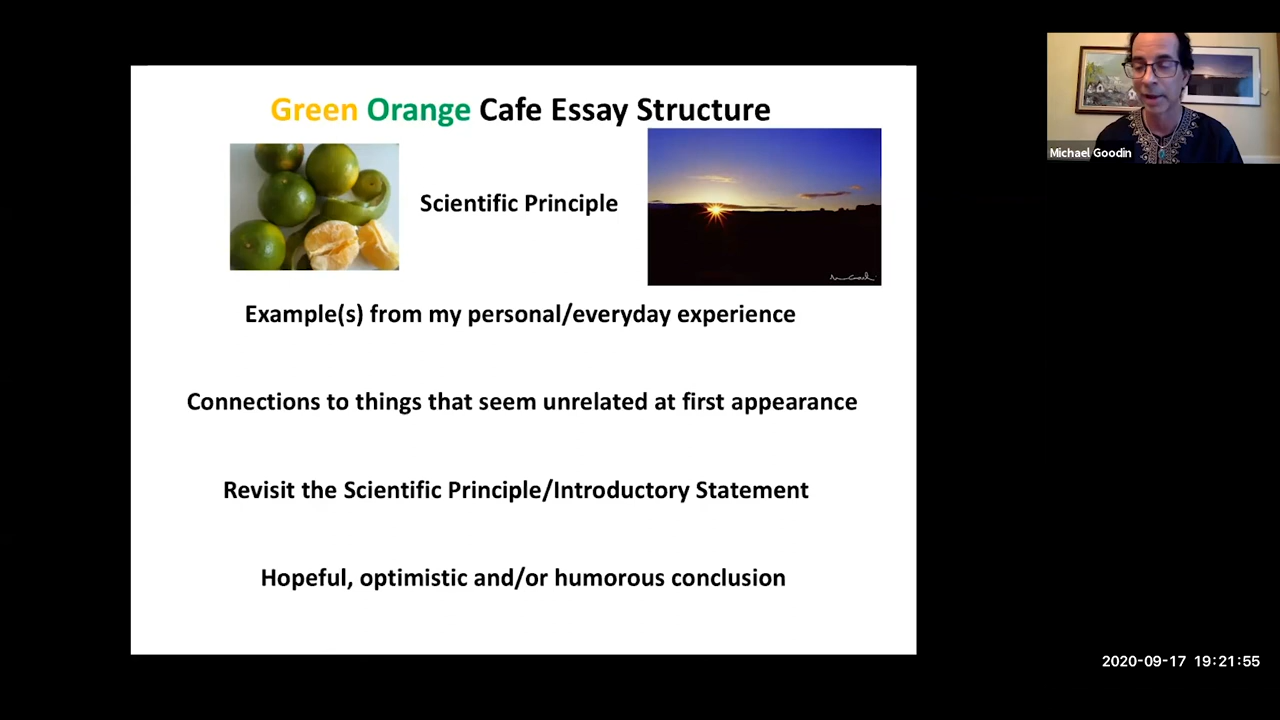 Green Orange Cafe Essay Structure
Scientific Principle
Example(s) from my personal/everyday experience
Connections to things that seem unrelated at first appearance
Revisit the Scientific Principle/Introductory Statement
Hopeful, optimistic and/or humorous conclusion
Michael Goodin
2020-09-17 19:21:55